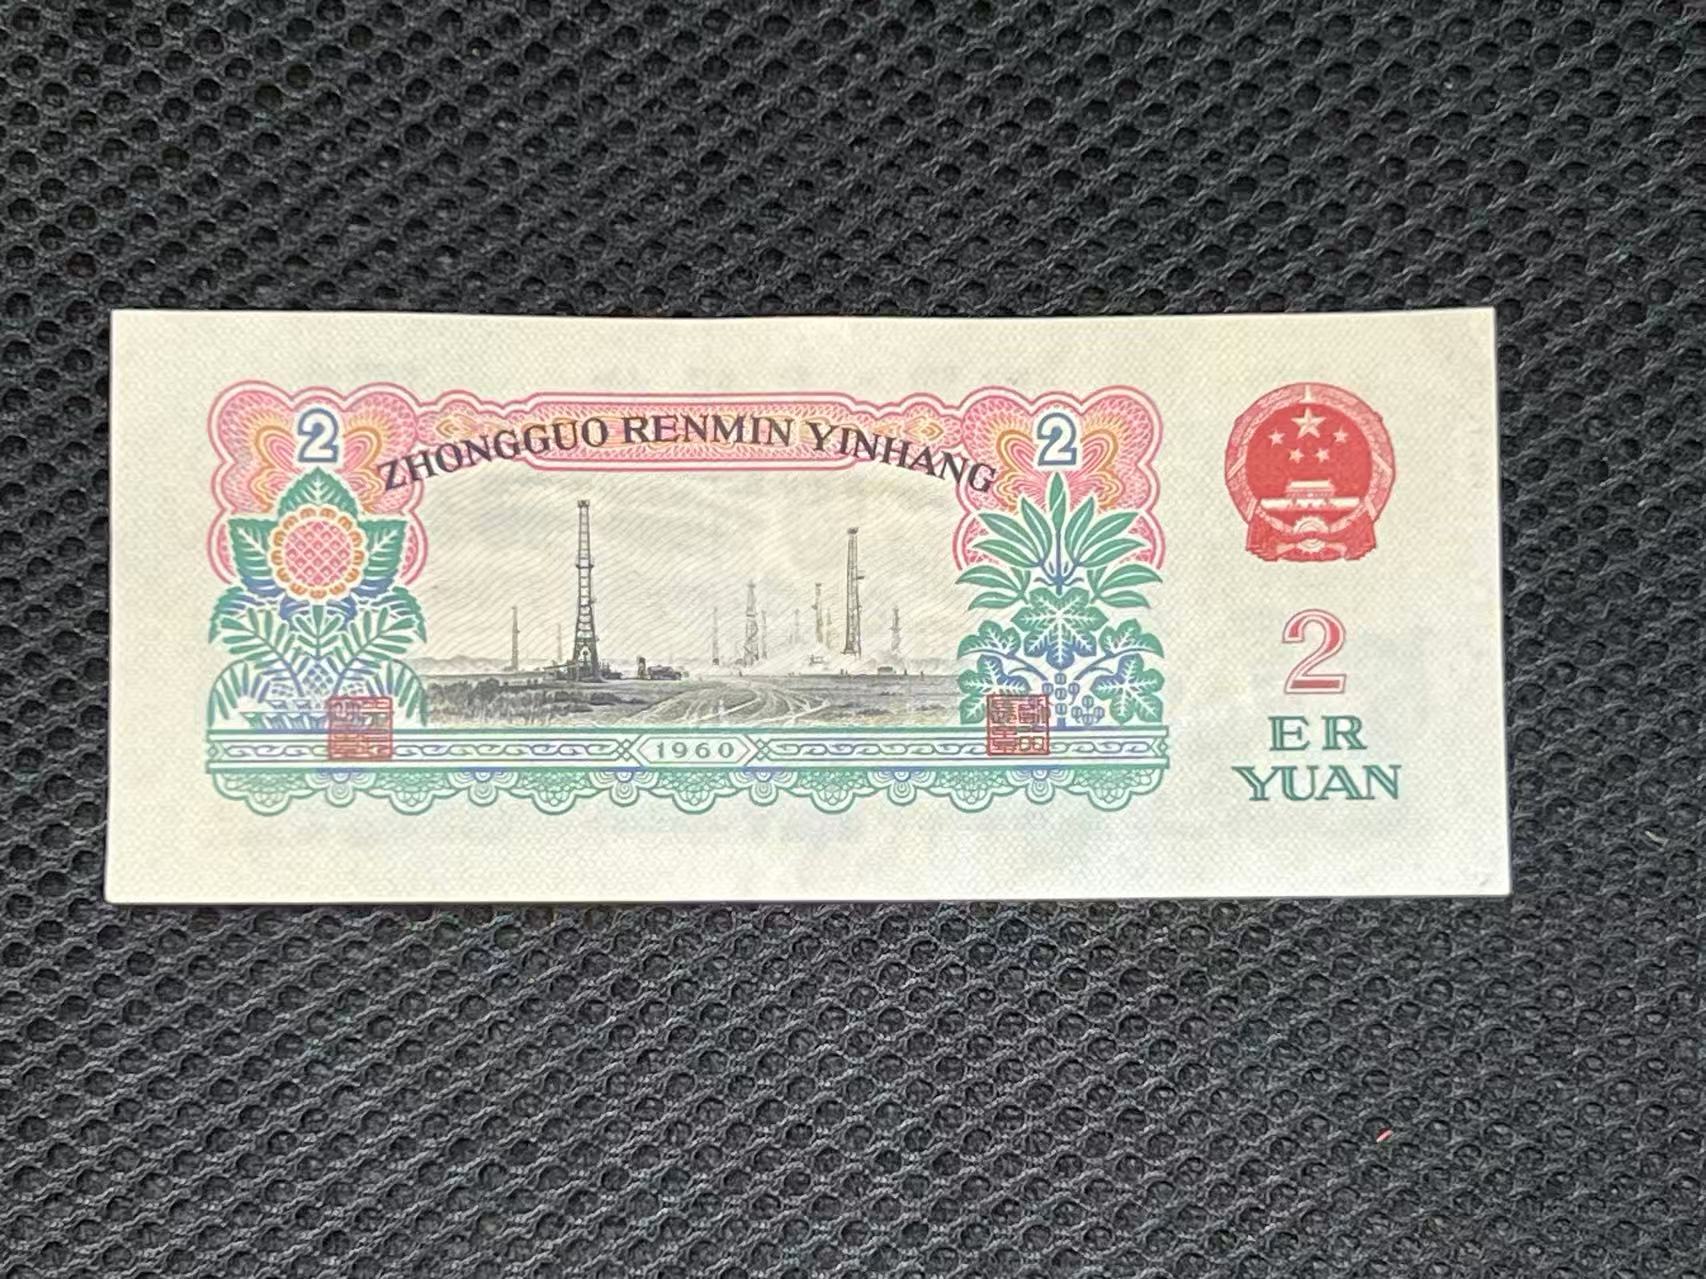 2
ZHONGGUO RENMIN YINHANG
2
1960
2
ER
YUAN